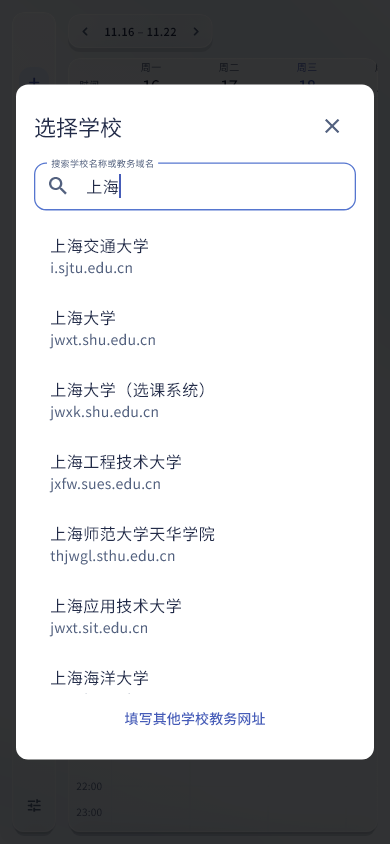 11.16 - 11.22
周一
周二
周三
16
17
选择学校
搜索学校名称或教务域名
上海
上海交通大学
i.sjtu.edu.cn
上海大学
jwxt.shu.edu.cn
上海大学（选课系统）
jwxk.shu.edu.cn
上海工程技术大学
jxfw.sues.edu.cn
上海师范大学天华学院
thjwgl.sthu.edu.cn
上海应用技术大学
jwxt.sit.edu.cn
上海海洋大学
填写其他学校教务网址
22:00
23:00